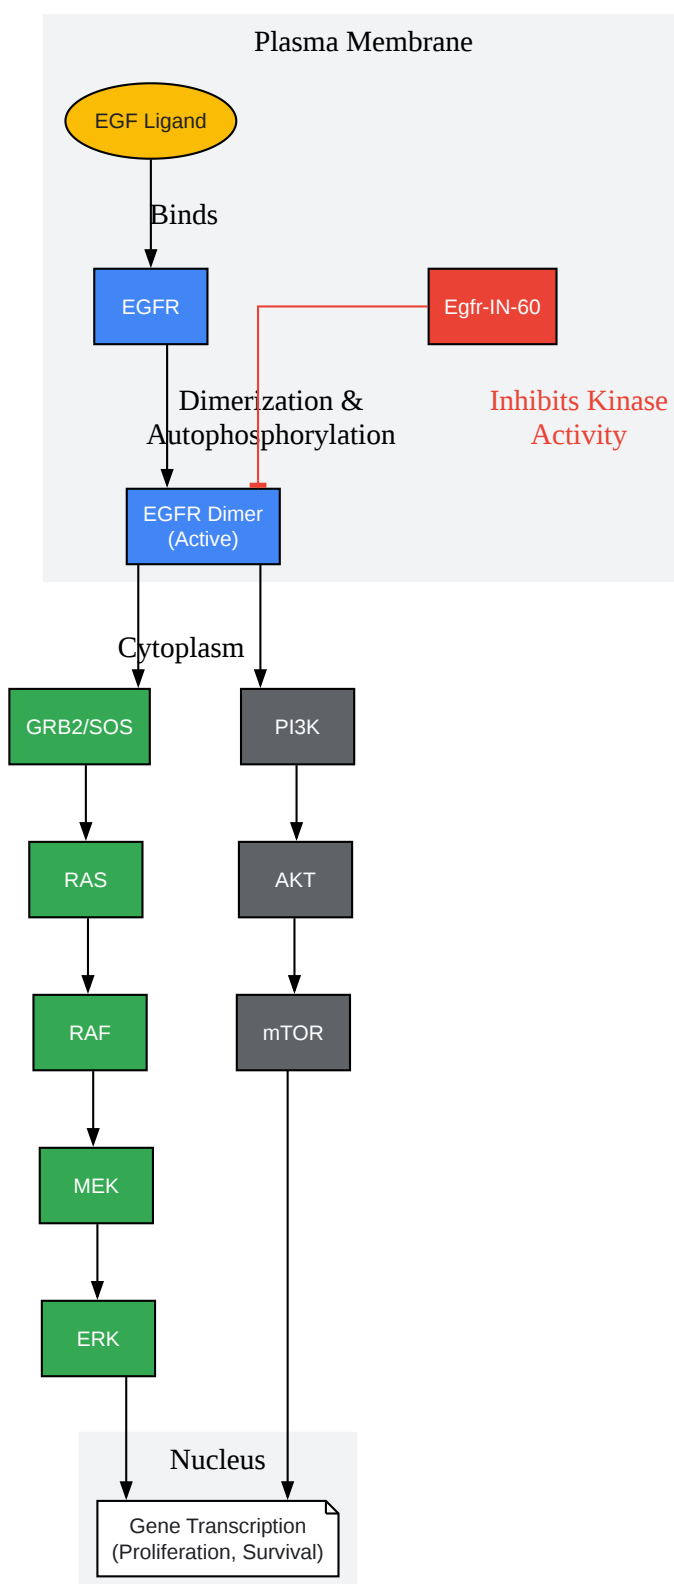 Plasma Membrane
EGF Ligand
Binds
EGFR
Egfr-IN-60
Dimerization &
Autophosphorylation
Inhibits Kinase
Activity
EGFR Dimer
(Active)
Cytoplasm
GRB2/SOS
PI3K
RAS
AKT
RAF
mTOR
MEK
ERK
Nucleus
Gene Transcription
(Proliferation, Survival)